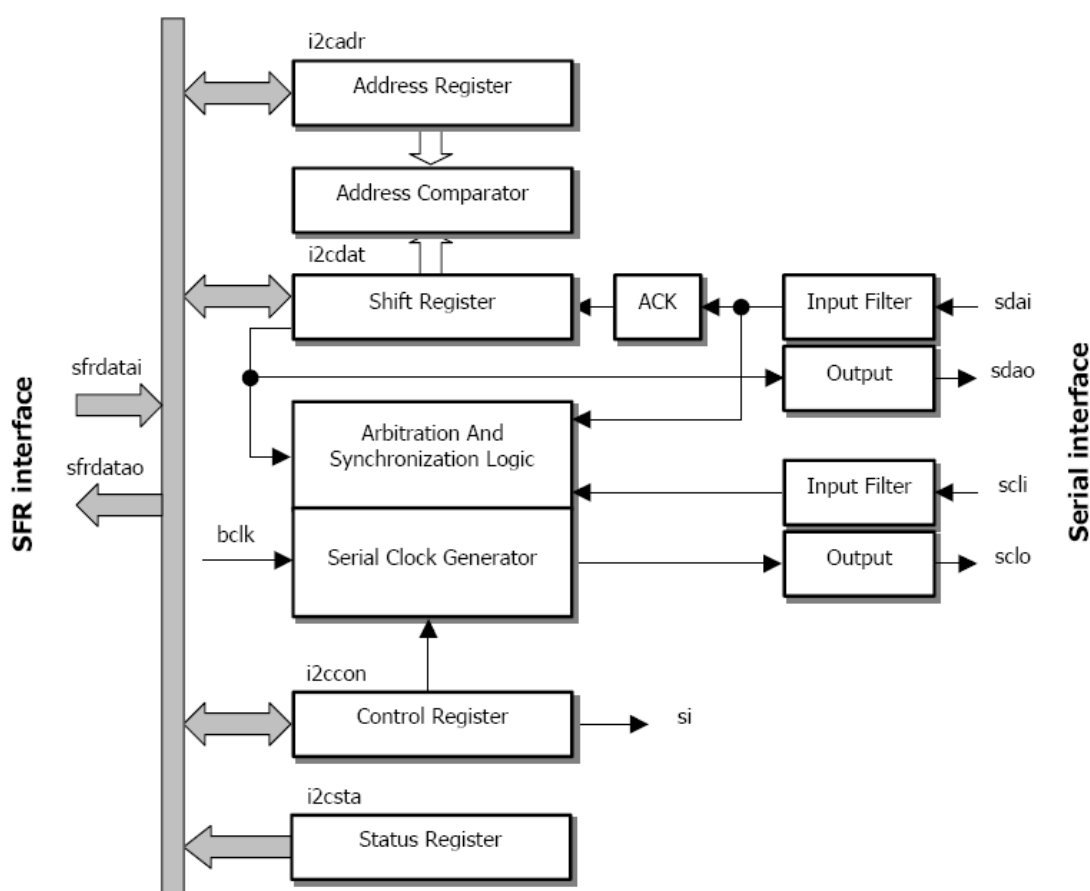 i2cadr
Address Register
Address Comparator
i2cdat
Shift Register
ACK
Input Filter
sdai
Output
sdao
sfrdatai
sfrdatao
SFR interface
Arbitration And
Synchronization Logic
Input Filter
scli
bclk
Serial Clock Generator
Output
sclo
Serial interface
i2ccon
Control Register
si
i2csta
Status Register